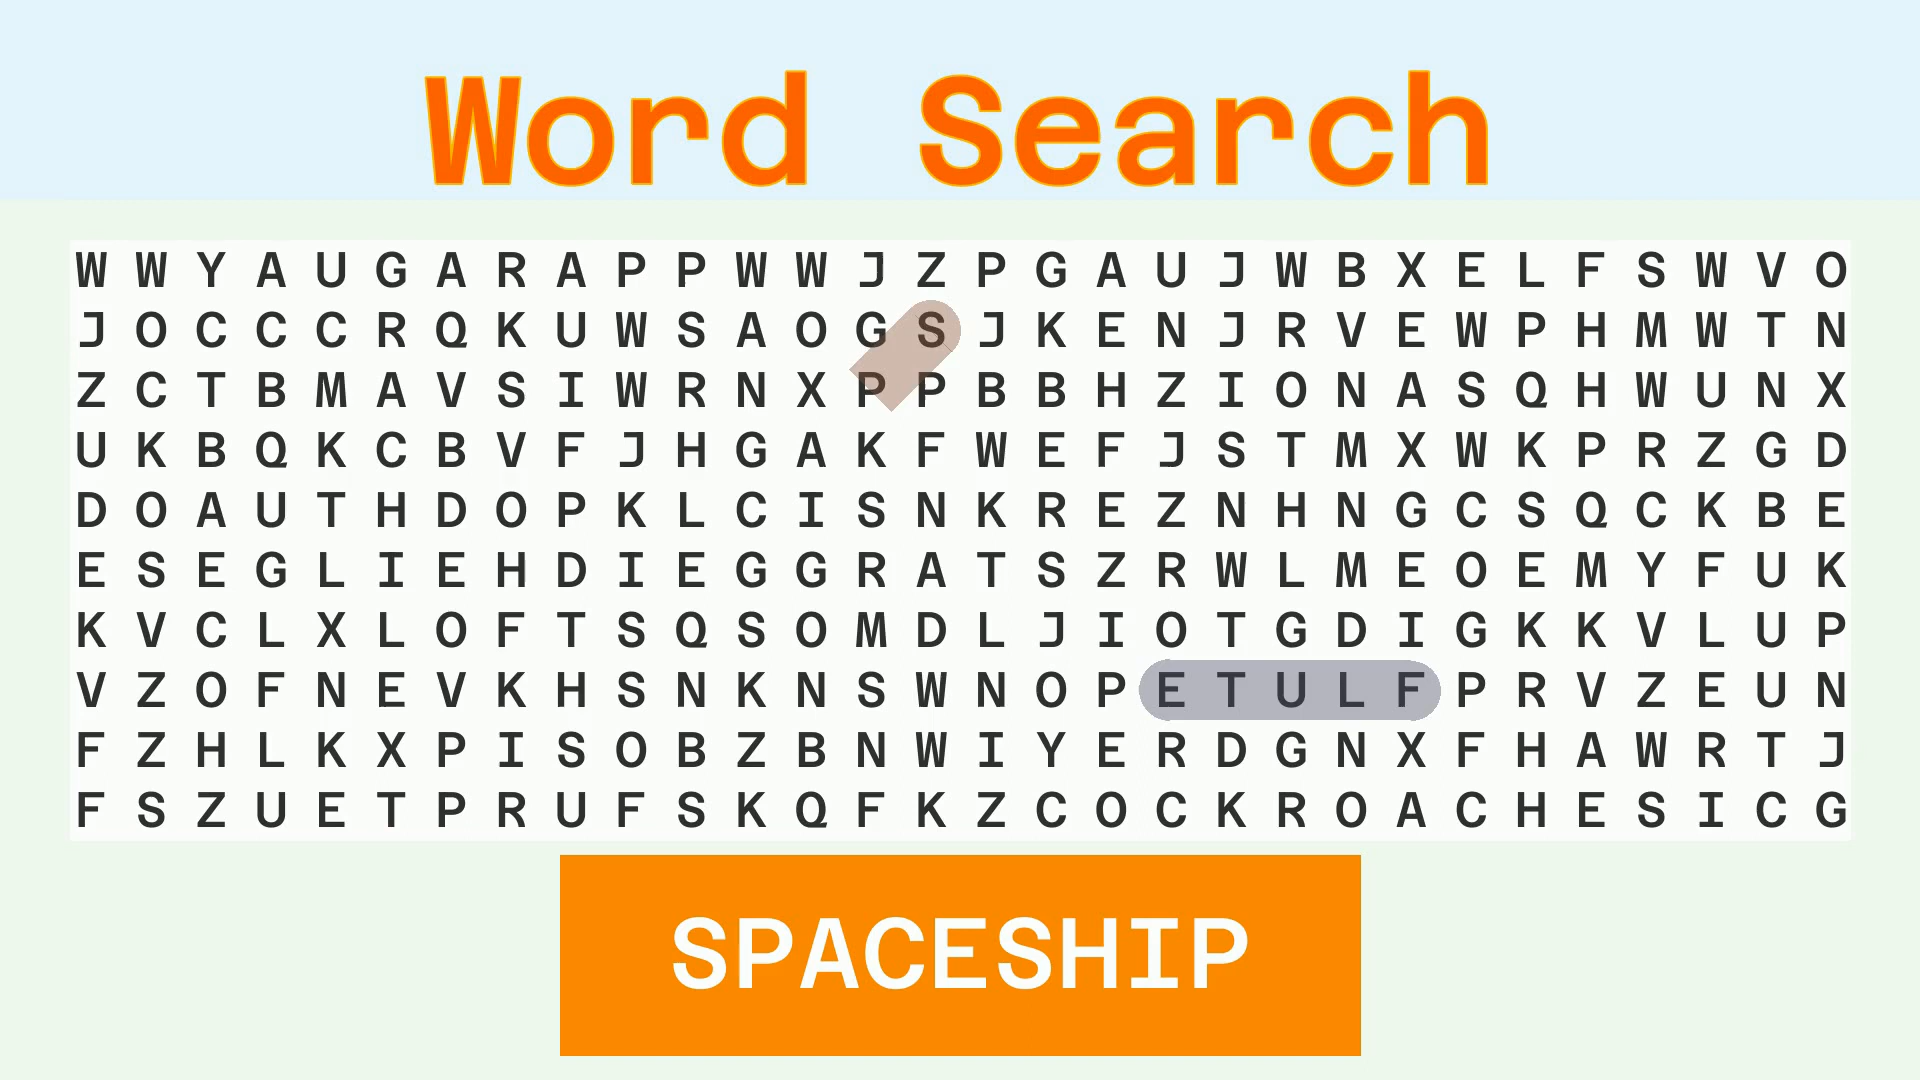 Word Search
W W Y A U G A R A P P W W J Z P G A U J W B X E L F S W V O
J O C C C R Q K U W S A O G S J K E N J R V E W P H M W T N
Z C T B M A V S I W R N X P P B B H Z I O N A S Q H W U N X
U K B Q K C B V F J H G A K F W E F J S T M X W K P R Z G D
D O A U T H D O P K L C I S N K R E Z N H N G C S Q C K B E
E S E G L I E H D I E G G R A T S Z R W L M E O E M Y F U K
K V C L X L O F T S Q S O M D L J I O T G D I G K K V L U P
V Z O F N E V K H S N K N S W N O P E T U L F P R V Z E U N
F Z H L K X P I S O B Z B N W I Y E R D G N X F H A W R T J
F S Z U E T P R U F S K Q F K Z C O C K R O A C H E S I C G
SPACESHIP